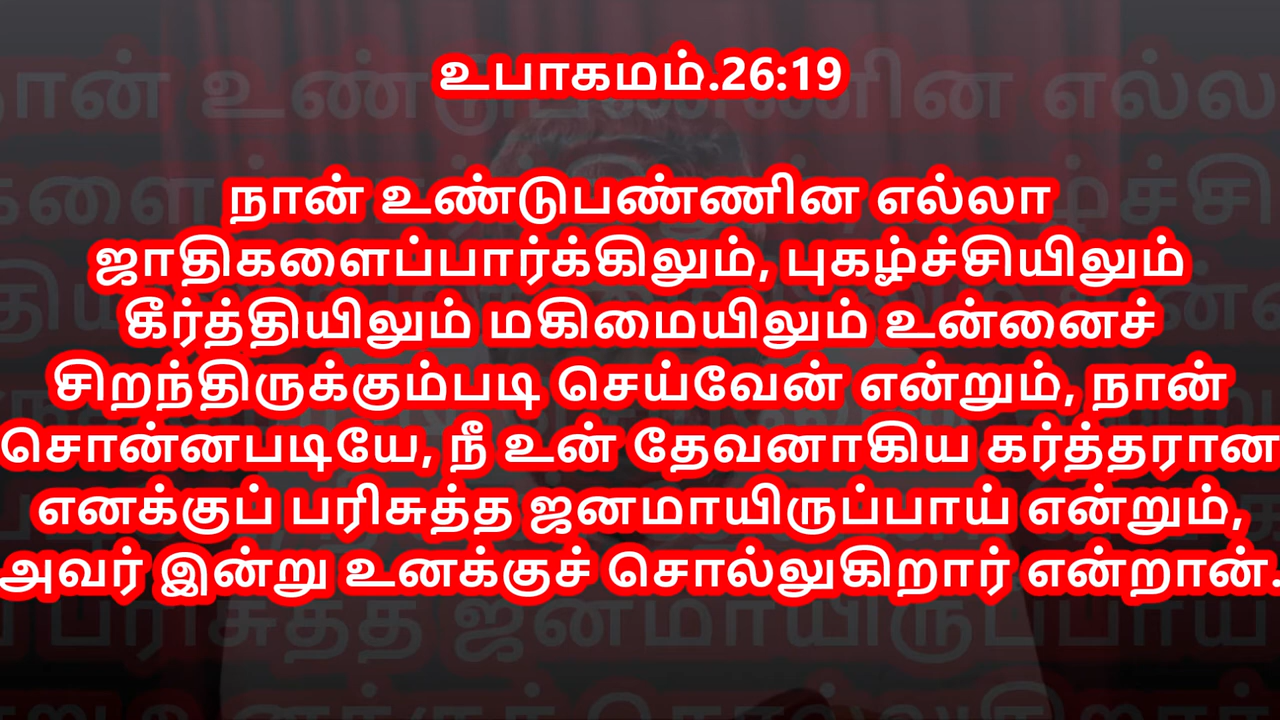 உபாகமம்.26:19
நான் உண்டுபண்ணின எல்லா
ஜாதிகளைப்பார்க்கிலும், புகழ்ச்சியிலும்
கீர்த்தியிலும் மகிமையிலும் உன்னைச்
சிறந்திருக்கும்படி செய்வேன் என்றும், நான்
சொன்னபடியே, நீ உன் தேவனாகிய கர்த்தரான
எனக்குப் பரிசுத்த ஜனமாயிருப்பாய் என்றும்,
அவர் இன்று உனக்குச் சொல்லுகிறார் என்றான்.